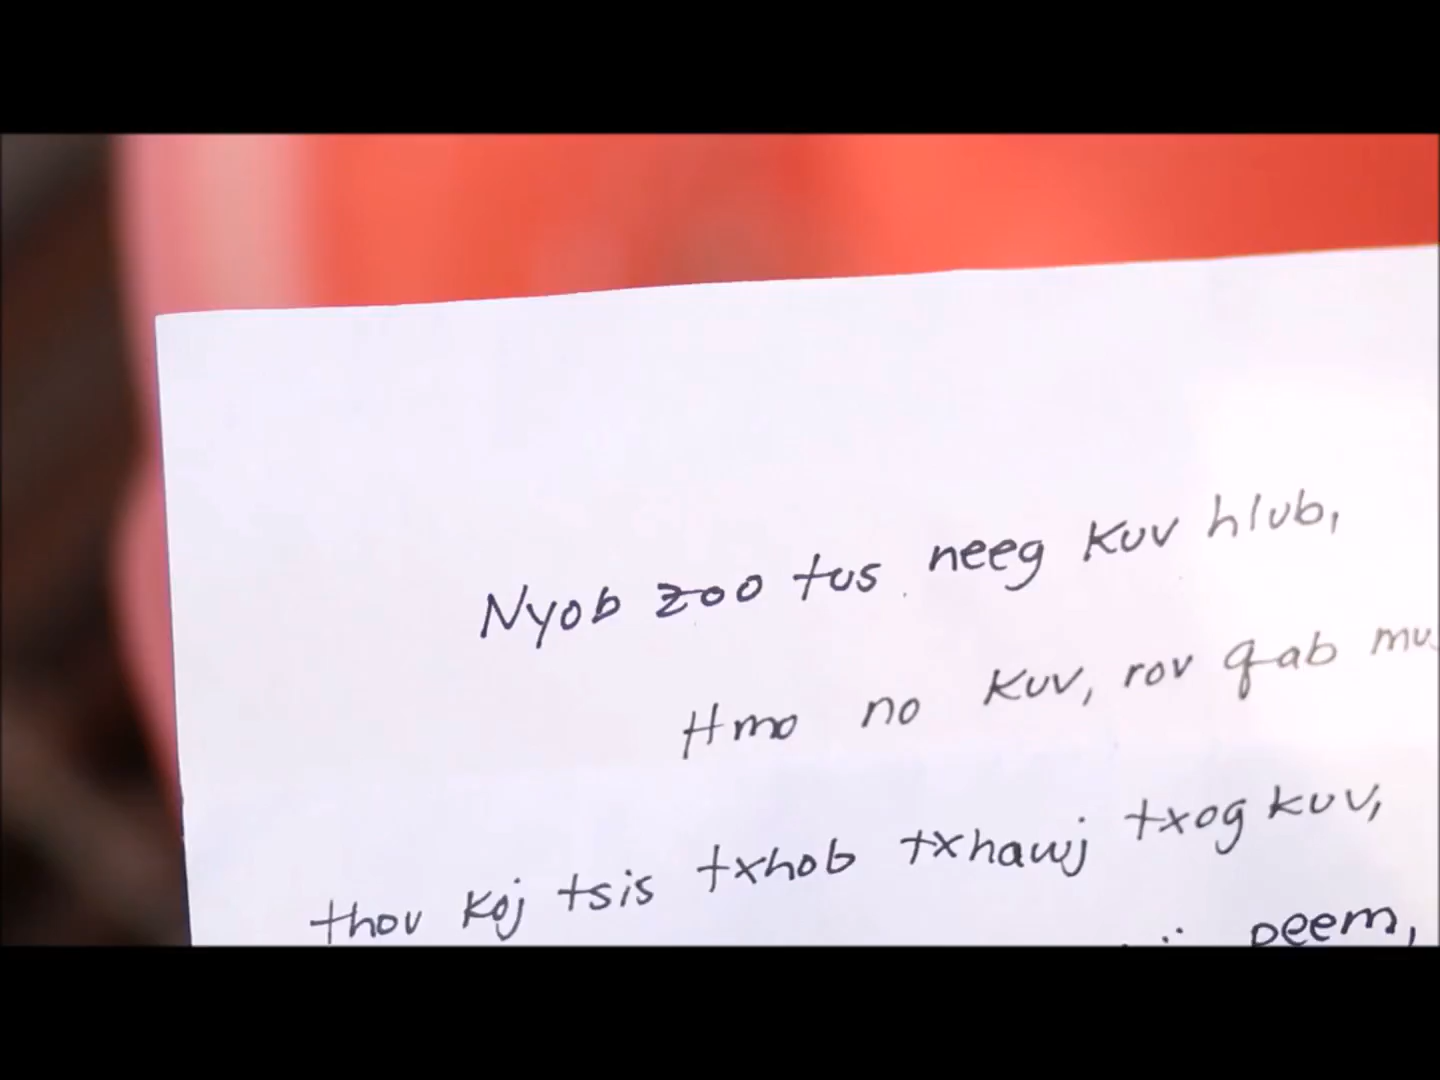 Nyob zoo tus neeg kuv hlub,
Hmo no kuv, rov qab
thov koj tsis txhob txhawj txog kuv,
peem,